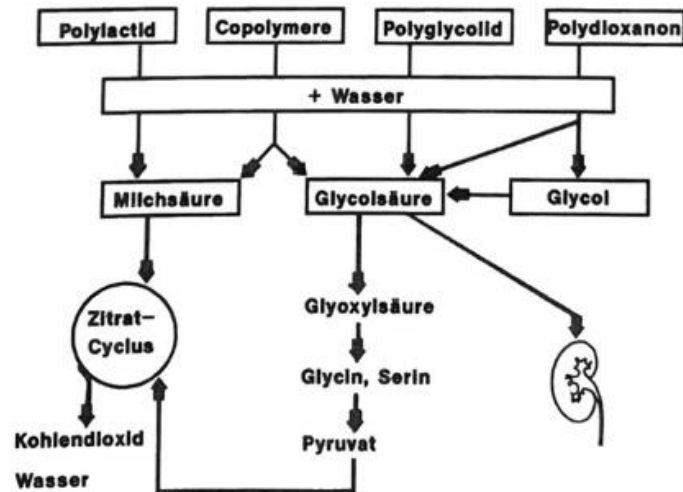 Polylactid
Copolymere
Polyglycolid
Polydioxanon
+ Wasser
Milchsäure
Glycolsäure
Glycol
Zitrat-
Cyclus
Glyoxylsäure
Glycin, Serin
Pyruvat
Kohlendioxid
Wasser